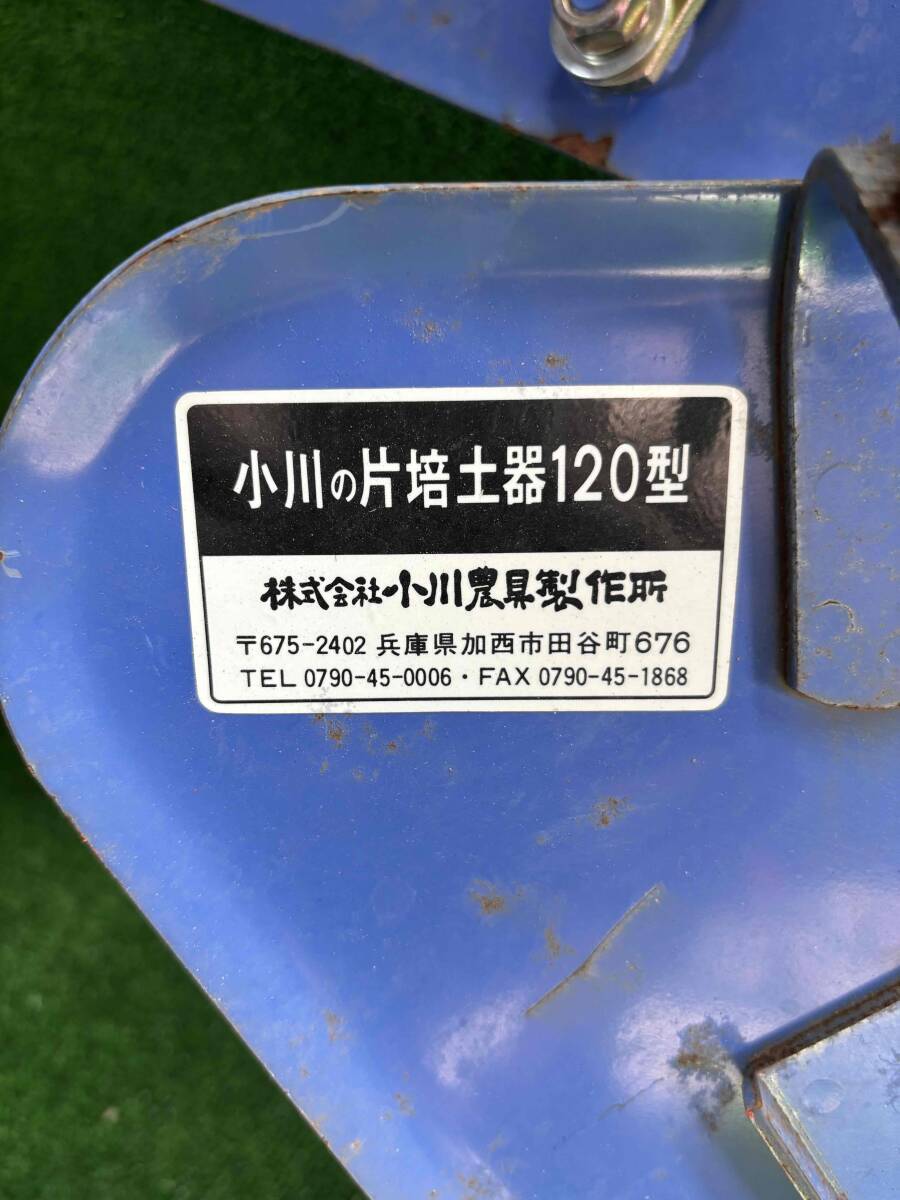 小川の片培土器120型
株式会社小川農具製作所
〒675-2402 兵庫県加西市田谷町676
TEL 0790-45-0006・FAX 0790-45-1868